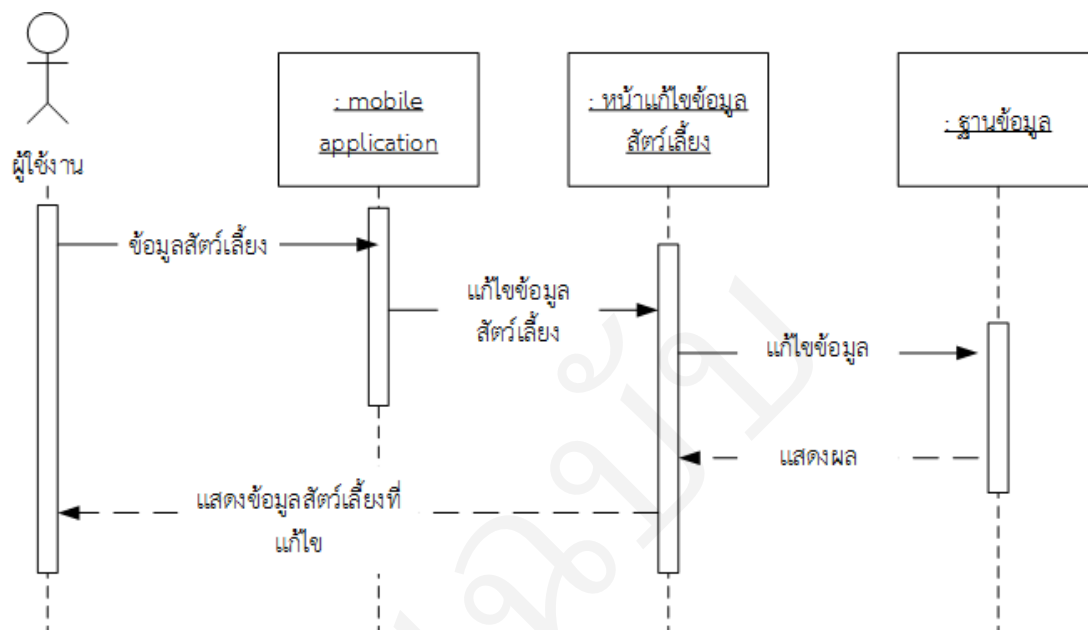 : mobile
application
: หน้าแก้ไขข้อมูล
สัตว์เลี้ยง
: ฐานข้อมูล
ผู้ใช้งาน
ข้อมูลสัตว์เลี้ยง
แก้ไขข้อมูล
สัตว์เลี้ยง
แก้ไขข้อมูล
แสดงผล
แสดงข้อมูลสัตว์เลี้ยงที่
แก้ไข